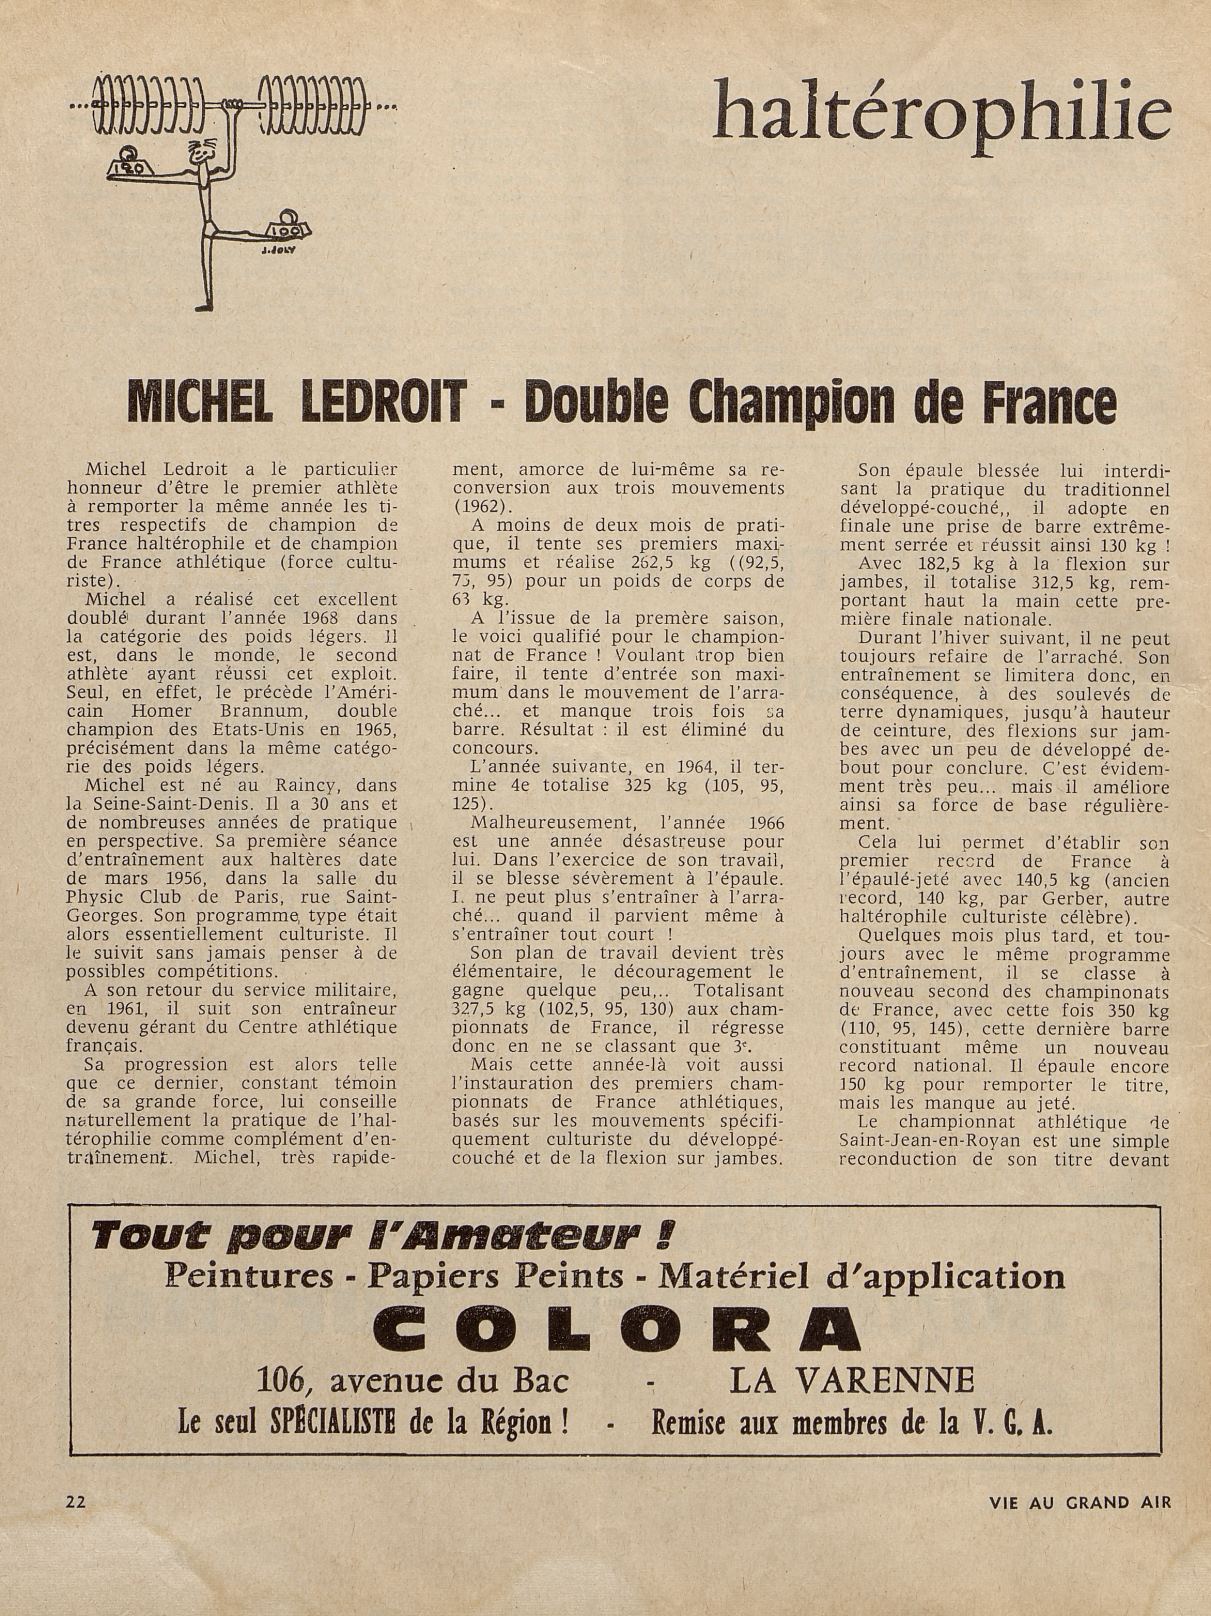 haltérophilie
120
100
J. JOLY
MICHEL LEDROIT - Double Champion de France
Michel Ledroit a le particulier
honneur d'être le premier athlète
à remporter la même année les ti-
tres respectifs de champion de
France haltérophile et de champion
de France athlétique (force cultu-
riste).
Michel a réalisé cet excellent
doublé durant l'année 1968 dans
la catégorie des poids légers. Il
est, dans le monde, le second
athlète ayant réussi cet exploit.
Seul, en effet, le précède l'Améri-
cain Homer Brannum, double
champion des Etats-Unis en 1965,
précisément dans la même catégo-
rie des poids légers.
Michel est né au Raincy, dans
la Seine-Saint-Denis. Il a 30 ans et
de nombreuses années de pratique
en perspective. Sa première séance
d'entraînement aux haltères date
de mars 1956, dans la salle du
Physic Club de Paris, rue Saint-
Georges. Son programme type était
alors essentiellement culturiste. Il
le suivit sans jamais penser à de
possibles compétitions.
A son retour du service militaire,
en 1961, il suit son entraîneur
devenu gérant du Centre athlétique
français.
Sa progression est alors telle
que ce dernier, constant témoin
de sa grande force, lui conseille
naturellement la pratique de l'hal-
térophilie comme complément d'en-
traînement. Michel, très rapide-
ment, amorce de lui-même sa re-
conversion aux trois mouvements
(1962).
A moins de deux mois de prati-
que, il tente ses premiers maxi-
mums et réalise 262,5 kg ((92,5,
75, 95) pour un poids de corps de
63 kg.
A l'issue de la premère saison,
le voici qualifié pour le champion-
nat de France ! Voulant trop bien
faire, il tente d'entrée son maxi-
mum dans le mouvement de l'arra-
ché... et manque trois fois sa
barre. Résultat : il est éliminé du
concours.
L'année suivante, en 1964, il ter-
mine 4e totalise 325 kg (105, 95,
125).
Malheureusement, l'année 1966
est une année désastreuse pour
lui. Dans l'exercice de son travail,
il se blesse sévèrement à l'épaule.
I. ne peut plus s'entraîner à l'arra-
ché... quand il parvient même à
s'entraîner tout court !
Son plan de travail devient très
élémentaire, le découragement le
gagne quelque peu,.. Totalisant
327,5 kg (102,5, 95, 130) aux cham-
pionnats de France, il régresse
donc en ne se classant que 3e.
Mais cette année-là voit aussi
l'instauration des premiers cham-
pionnats de France athlétiques,
basés sur les mouvements spécifi-
quement culturiste du développé-
couché et de la flexion sur jambes.
Son épaule blessée lui interdi-
sant la pratique du traditionnel
développé-couché,, il adopte en
finale une prise de barre extrême-
ment serrée et réussit ainsi 130 kg !
Avec 182,5 kg à la flexion sur
jambes, il totalise 312,5 kg, rem-
portant haut la main cette pre-
mière finale nationale.
Durant l'hiver suivant, il ne peut
toujours refaire de l'arraché. Son
entraînement se limitera donc, en
conséquence, à des soulevés de
terre dynamiques, jusqu'à hauteur
de ceinture, des flexions sur jam-
bes avec un peu de développé de-
bout pour conclure. C'est évidem-
ment très peu... mais il améliore
ainsi sa force de base régulière-
ment.
Cela lui permet d'établir son
premier record de France à
l'épaulé-jeté avec 140,5 kg (ancien
record, 140 kg, par Gerber, autre
haltérophile culturiste célèbre).
Quelques mois plus tard, et tou-
jours avec le même programme
d'entraînement, il se classe à
nouveau second des champinonats
de France, avec cette fois 350 kg
(110, 95, 145), cette dernière barre
constituant même un nouveau
record national. Il épaule encore
150 kg pour remporter le titre,
mais les manque au jeté.
Le championnat athlétique de
Saint-Jean-en-Royan est une simple
reconduction de son titre devant
Tout pour l'Amateur !
Peintures - Papiers Peints - Matériel d'application
COLORA
106, avenue du Bac - LA VARENNE
Le seul SPÉCIALISTE de la Région ! - Remise aux membres de la V. G. A.
22
VIE AU GRAND AIR